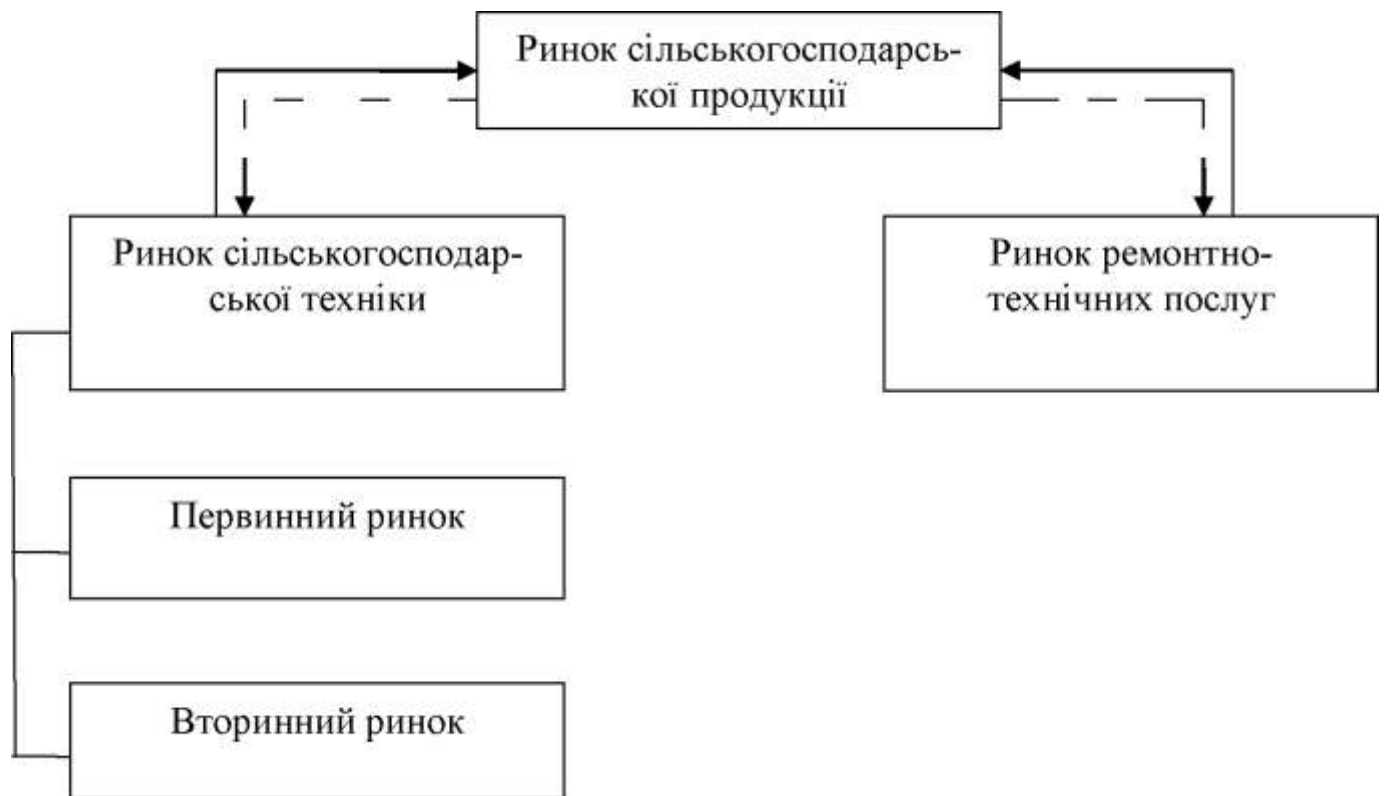 Ринок сільськогосподарсь-
кої продукції
Ринок сільськогосподар-
ської техніки
Ринок ремонтно-
технічних послуг
Первинний ринок
Вторинний ринок